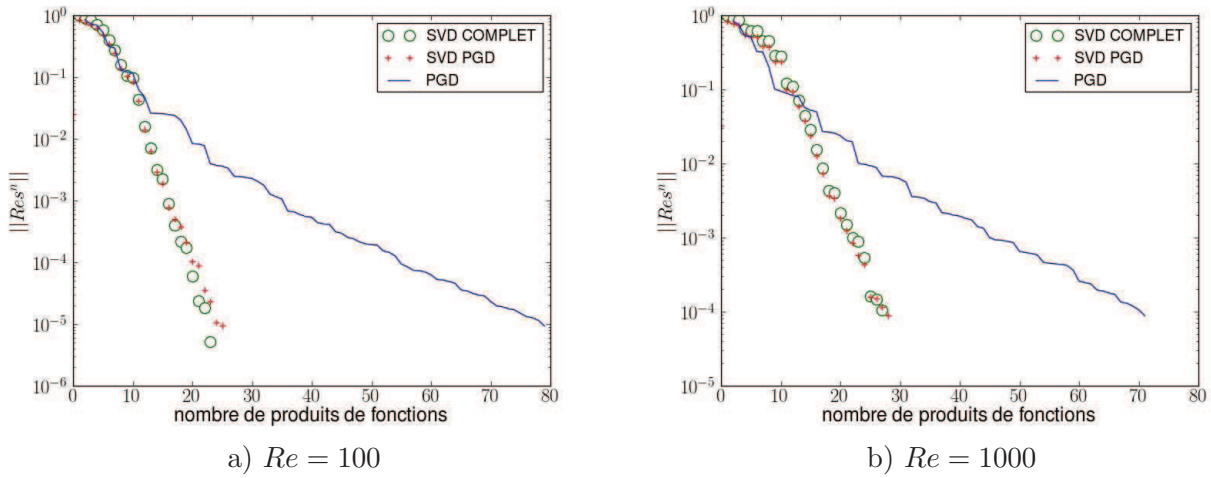 10^0
10^{-1}
10^{-2}
10^{-3}
10^{-4}
10^{-5}
10^{-6}
||Res^n||
0 10 20 30 40 50 60 70 80
nombre de produits de fonctions
SVD COMPLET
SVD PGD
PGD
a) Re = 100
10^0
10^{-1}
10^{-2}
10^{-3}
10^{-4}
10^{-5}
||Res^n||
0 10 20 30 40 50 60 70 80
nombre de produits de fonctions
SVD COMPLET
SVD PGD
PGD
b) Re = 1000